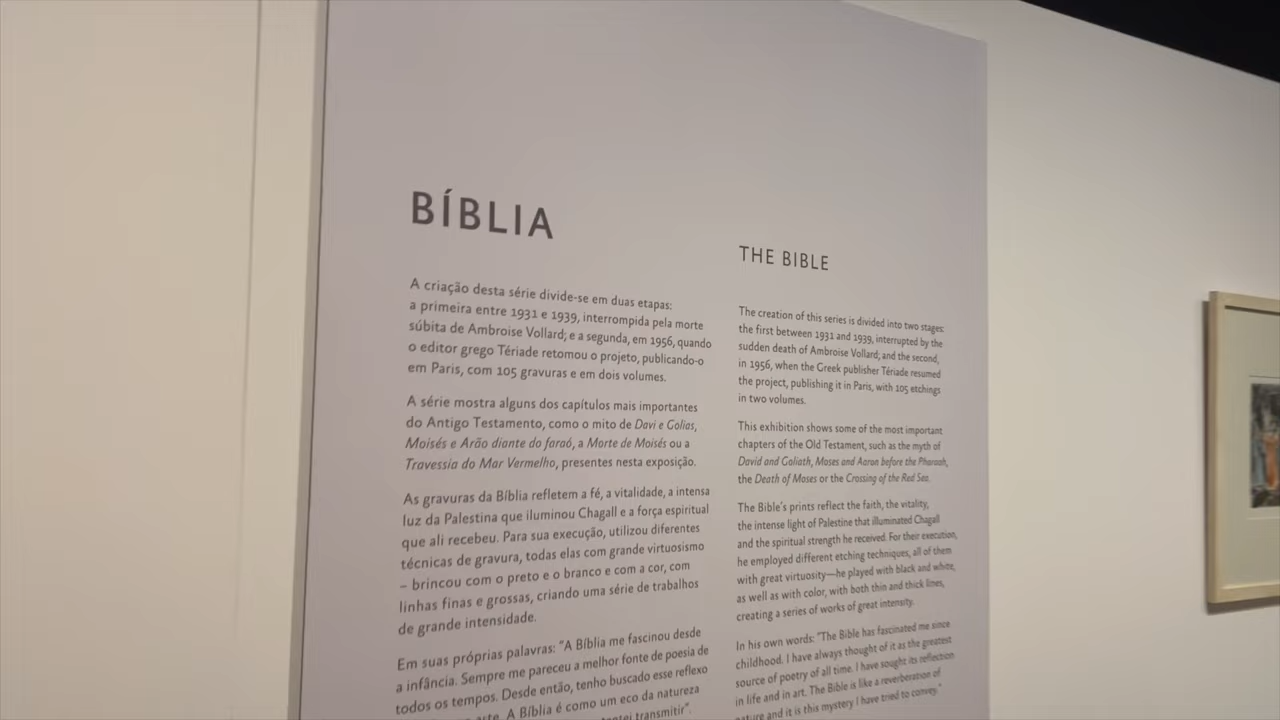 BÍBLIA
A criação desta série divide-se em duas etapas:
a primeira entre 1931 e 1939, interrompida pela morte
súbita de Ambroise Vollard; e a segunda, em 1956, quando
o editor grego Tériade retomou o projeto, publicando-o
em Paris, com 105 gravuras e em dois volumes.
A série mostra alguns dos capítulos mais importantes
do Antigo Testamento, como o mito de Davi e Golias,
Moisés e Arão diante do faraó, a Morte de Moisés ou a
Travessia do Mar Vermelho, presentes nesta exposição.
As gravuras da Bíblia refletem a fé, a vitalidade, a intensa
luz da Palestina que iluminou Chagall e a força espiritual
que ali recebeu. Para sua execução, utilizou diferentes
técnicas de gravura, todas elas com grande virtuosismo
– brincou com o preto e o branco e com a cor, com
linhas finas e grossas, criando uma série de trabalhos
de grande intensidade.
Em suas próprias palavras: "A Bíblia me fascinou desde
a infância. Sempre me pareceu a melhor fonte de poesia de
todos os tempos. Desde então, tenho buscado esse reflexo
arte. A Bíblia é como um eco da natureza
transmitir".
THE BIBLE
The creation of this series is divided into two stages:
the first between 1931 and 1939, interrupted by the
sudden death of Ambroise Vollard; and the second,
in 1956, when the Greek publisher Tériade resumed
the project, publishing it in Paris, with 105 etchings
in two volumes.
This exhibition shows some of the most important
chapters of the Old Testament, such as the myth of
David and Goliath, Moses and Aaron before the Pharaoh,
the Death of Moses or the Crossing of the Red Sea.
The Bible's prints reflect the faith, the vitality,
the intense light of Palestine that illuminated Chagall
and the spiritual strength he received. For their execution,
he employed different etching techniques, all of them
with great virtuosity—he played with black and white,
as well as with color, with both thin and thick lines,
creating a series of works of great intensity.
In his own words: "The Bible has fascinated me since
childhood. I have always thought of it as the greatest
source of poetry of all time. I have sought its reflection
in life and in art. The Bible is like a reverberation of
nature and it is this mystery I have tried to convey."